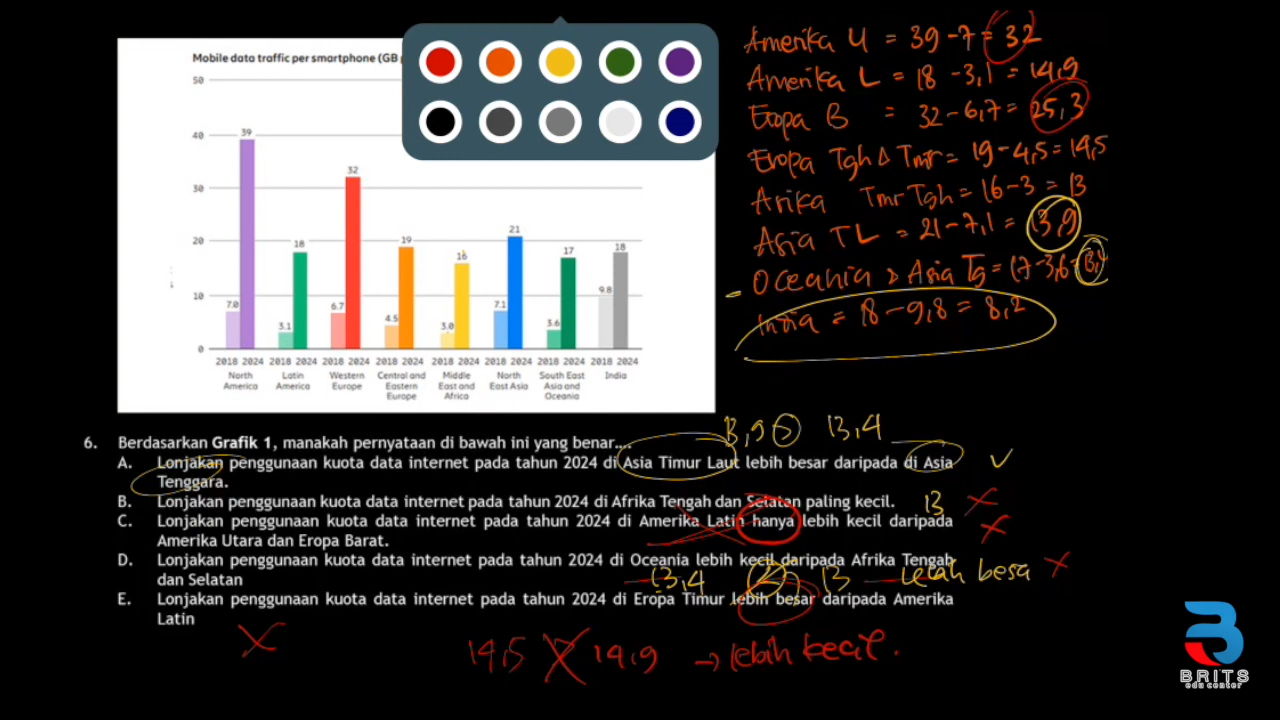 Mobile data traffic per smartphone (GB
50
40
30
20
10
0
39
18
32
19
16
21
17
18
7.0
3.1
6.7
4.5
3.0
7.1
3.6
9.8
2018 2024 2018 2024 2018 2024 2018 2024 2018 2024 2018 2024 2018 2024 2018 2024
North America
Latin America
Western Europe
Central and Eastern Europe
Middle East and Africa
North East Asia
South East Asia and Oceania
India
Amerika U = 39 - 7 = 32
Amerika L = 18 - 3,1 = 14,9
Eropa B = 32 - 6,7 = 25,3
Eropa Tgh Δ Tmr = 19 - 4,5 = 14,5
Arika Tmr Tgh = 16 - 3 = 13
Asia TL = 21 - 7,1 = 13,9
Oceania & Asia Tg = 17 - 3,6 = 13,4
India = 18 - 9,8 = 8,2
13,9 > 13,4
6. Berdasarkan Grafik 1, manakah pernyataan di bawah ini yang benar....
A. Lonjakan penggunaan kuota data internet pada tahun 2024 di Asia Timur Laut lebih besar daripada di Asia
Tenggara.
B. Lonjakan penggunaan kuota data internet pada tahun 2024 di Afrika Tengah dan Selatan paling kecil. 13
C. Lonjakan penggunaan kuota data internet pada tahun 2024 di Amerika Latin hanya lebih kecil daripada
Amerika Utara dan Eropa Barat.
D. Lonjakan penggunaan kuota data internet pada tahun 2024 di Oceania lebih kecil daripada Afrika Tengah
dan Selatan
13,4 13 lebih besa
E. Lonjakan penggunaan kuota data internet pada tahun 2024 di Eropa Timur lebih besar daripada Amerika
Latin
14,5 14,9 → lebih kecil.
BRITS
edu center